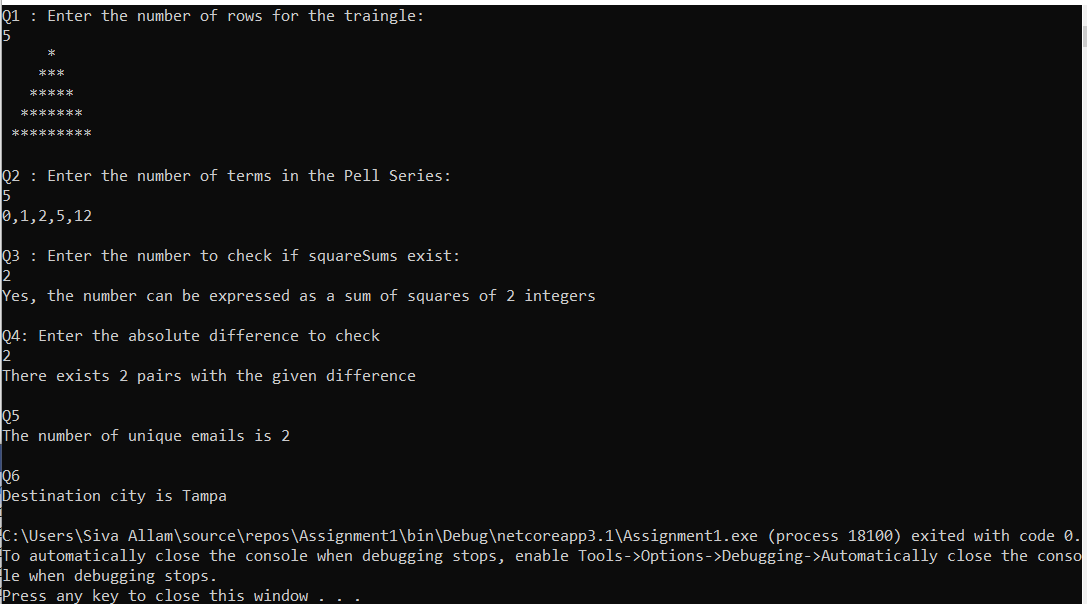 Q1 : Enter the number of rows for the traingle:
5
     *
    ***
   *****
  *******
 *********
Q2 : Enter the number of terms in the Pell Series:
5
0,1,2,5,12
Q3 : Enter the number to check if squareSums exist:
2
Yes, the number can be expressed as a sum of squares of 2 integers
Q4: Enter the absolute difference to check
2
There exists 2 pairs with the given difference
Q5
The number of unique emails is 2
Q6
Destination city is Tampa
C:\Users\Siva Allam\source\repos\Assignment1\bin\Debug\netcoreapp3.1\Assignment1.exe (process 18100) exited with code 0.
To automatically close the console when debugging stops, enable Tools->Options->Debugging->Automatically close the conso
le when debugging stops.
Press any key to close this window . . .